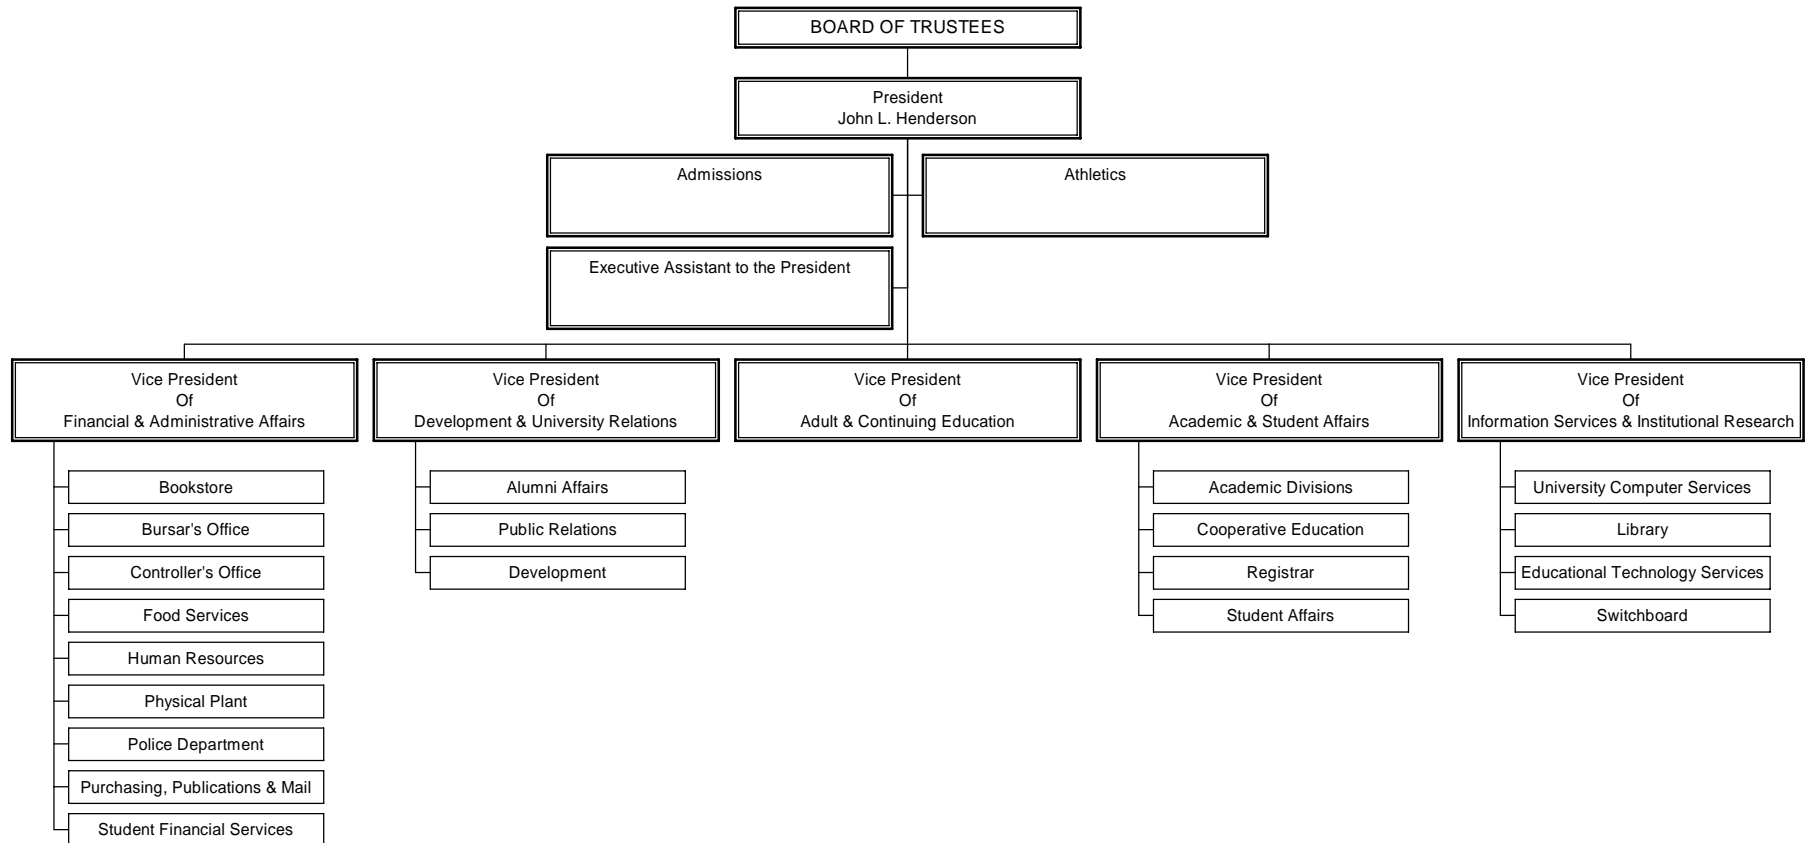 BOARD OF TRUSTEES
President
John L. Henderson
Admissions
Athletics
Executive Assistant to the President
Vice President
Of
Financial & Administrative Affairs
Vice President
Of
Development & University Relations
Vice President
Of
Adult & Continuing Education
Vice President
Of
Academic & Student Affairs
Vice President
Of
Information Services & Institutional Research
Bookstore
Bursar's Office
Controller's Office
Food Services
Human Resources
Physical Plant
Police Department
Purchasing, Publications & Mail
Student Financial Services
Alumni Affairs
Public Relations
Development
Academic Divisions
Cooperative Education
Registrar
Student Affairs
University Computer Services
Library
Educational Technology Services
Switchboard